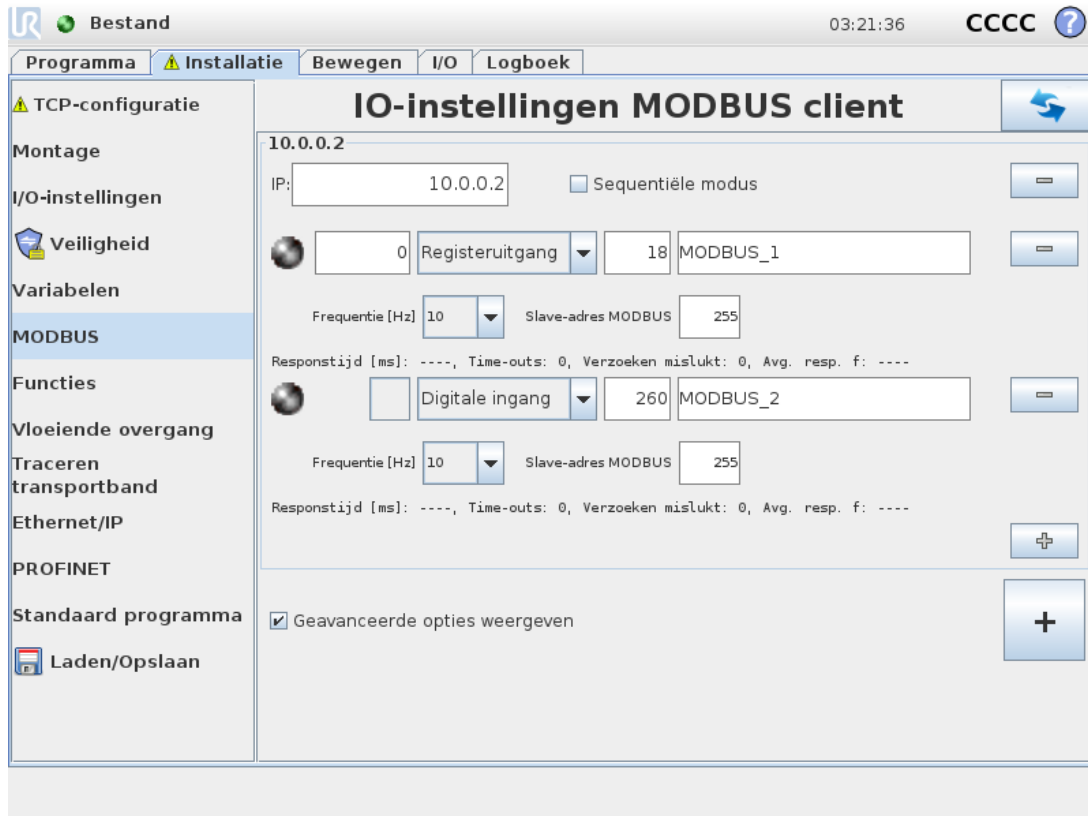 UR Bestand 03:21:36 CCCC ?
Programma Installatie Bewegen I/O Logboek
TCP-configuratie
Montage
I/O-instellingen
Veiligheid
Variabelen
MODBUS
Functies
Vloeiende overgang
Traceren
transportband
Ethernet/IP
PROFINET
Standaard programma
Laden/Opslaan
IO-instellingen MODBUS client
10.0.0.2
IP: 10.0.0.2 Sequentiële modus
0 Registeruitgang 18 MODBUS_1
Frequentie [Hz] 10 Slave-adres MODBUS 255
Responstijd [ms]: ----, Time-outs: 0, Verzoeken mislukt: 0, Avg. resp. f: ----
Digitale ingang 260 MODBUS_2
Frequentie [Hz] 10 Slave-adres MODBUS 255
Responstijd [ms]: ----, Time-outs: 0, Verzoeken mislukt: 0, Avg. resp. f: ----
Geavanceerde opties weergeven